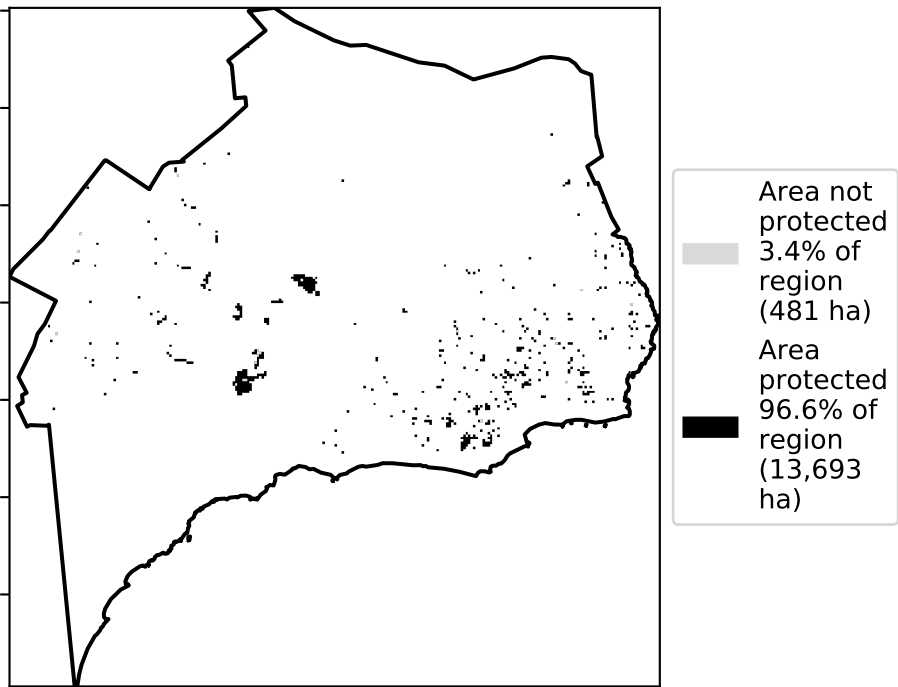 Area not
protected
3.4% of
region
(481 ha)
Area
protected
96.6% of
region
(13,693
ha)